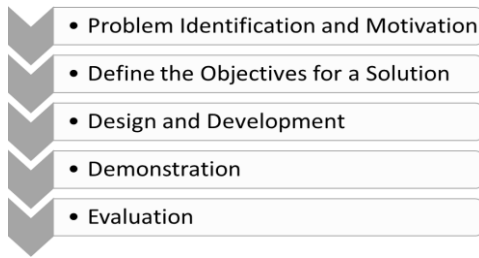 • Problem Identification and Motivation
• Define the Objectives for a Solution
• Design and Development
• Demonstration
• Evaluation